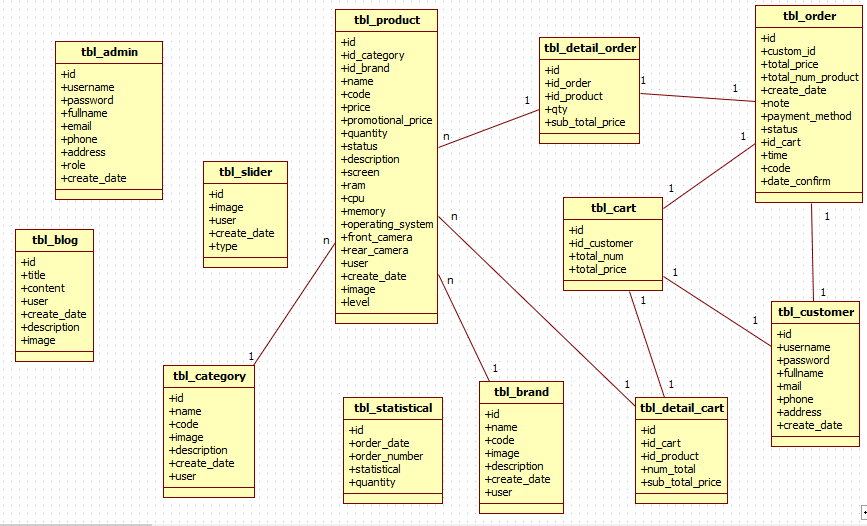 tbl_admin
+id
+username
+password
+fullname
+email
+phone
+address
+role
+create_date
tbl_blog
+id
+title
+content
+user
+create_date
+description
+image
tbl_slider
+id
+image
+user
+create_date
+type
tbl_product
+id
+id_category
+id_brand
+name
+code
+price
+promotional_price
+quantity
+status
+description
+screen
+ram
+cpu
+memory
+operating_system
+front_camera
+rear_camera
+user
+create_date
+image
+level
tbl_detail_order
+id
+id_order
+id_product
+qty
+sub_total_price
tbl_order
+id
+custom_id
+total_price
+total_num_product
+create_date
+note
+payment_method
+status
+id_cart
+time
+code
+date_confirm
tbl_cart
+id
+id_customer
+total_num
+total_price
tbl_customer
+id
+username
+password
+fullname
+mail
+phone
+address
+create_date
tbl_category
+id
+name
+code
+image
+description
+create_date
+user
tbl_statistical
+id
+order_date
+order_number
+statistical
+quantity
tbl_brand
+id
+name
+code
+image
+description
+create_date
+user
tbl_detail_cart
+id
+id_cart
+id_product
+num_total
+sub_total_price
n
1
1
1
1
1
1
1
1
1
1
1
n
1
n
1
n
1